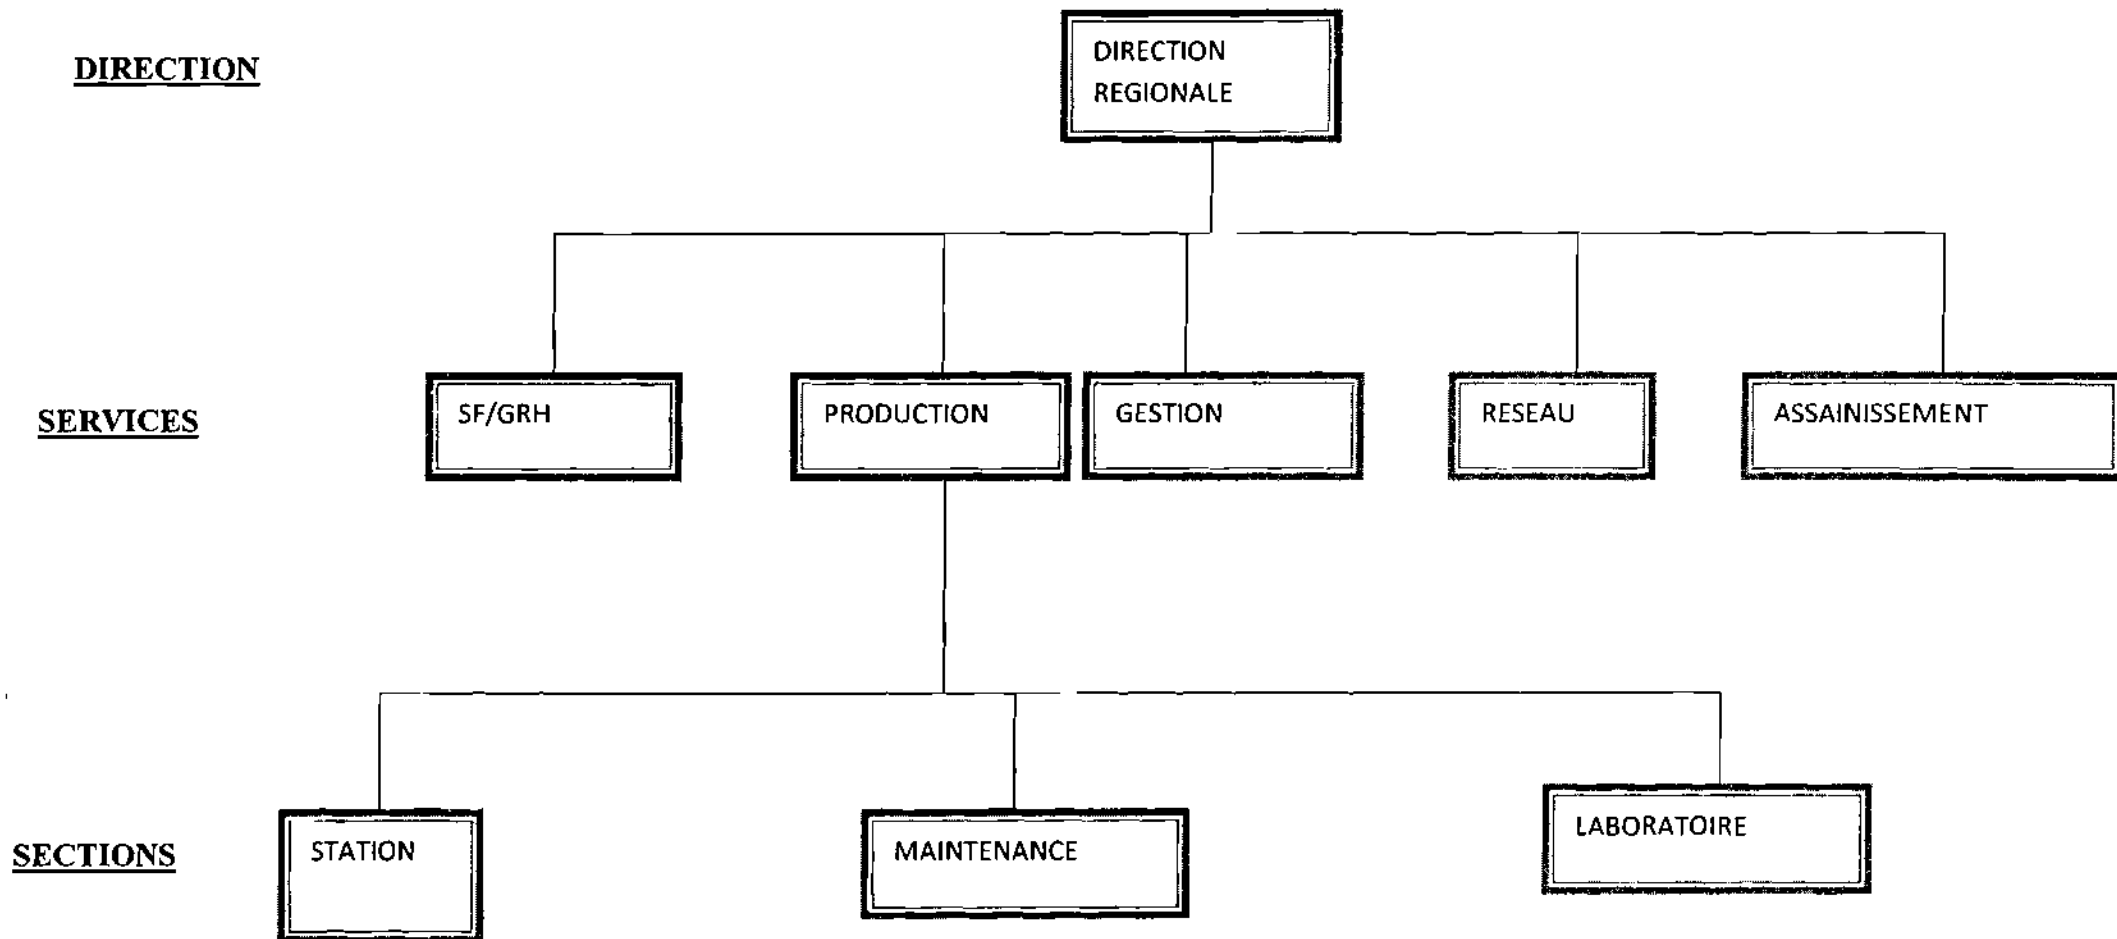 DIRECTION
DIRECTION
REGIONALE
SERVICES
SF/GRH
PRODUCTION
GESTION
RESEAU
ASSAINISSEMENT
SECTIONS
STATION
MAINTENANCE
LABORATOIRE